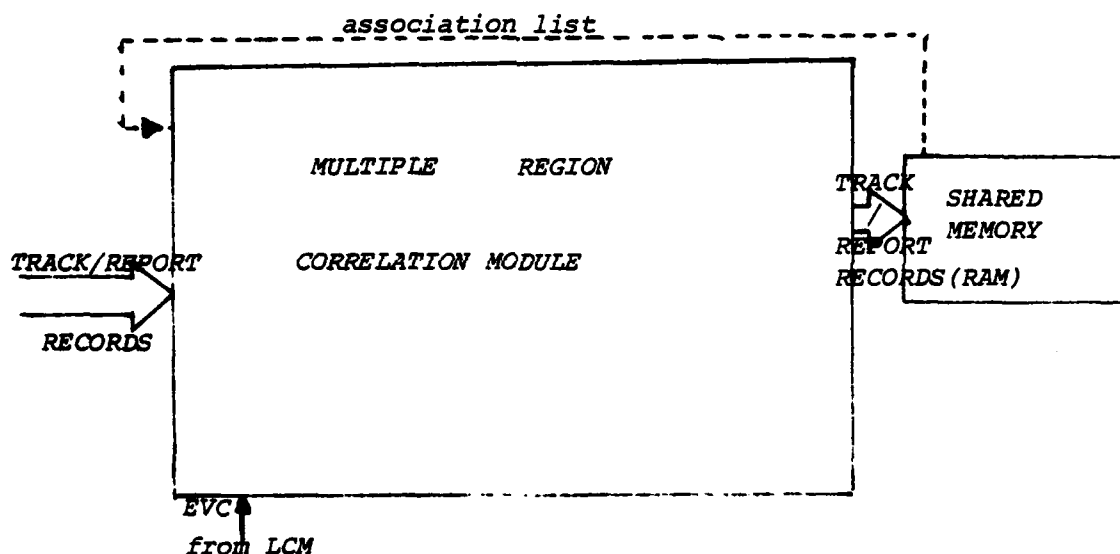 association list
MULTIPLE REGION
CORRELATION MODULE
TRACK/REPORT
RECORDS
TRACK
REPORT
RECORDS(RAM)
SHARED
MEMORY
EVC
from LCM